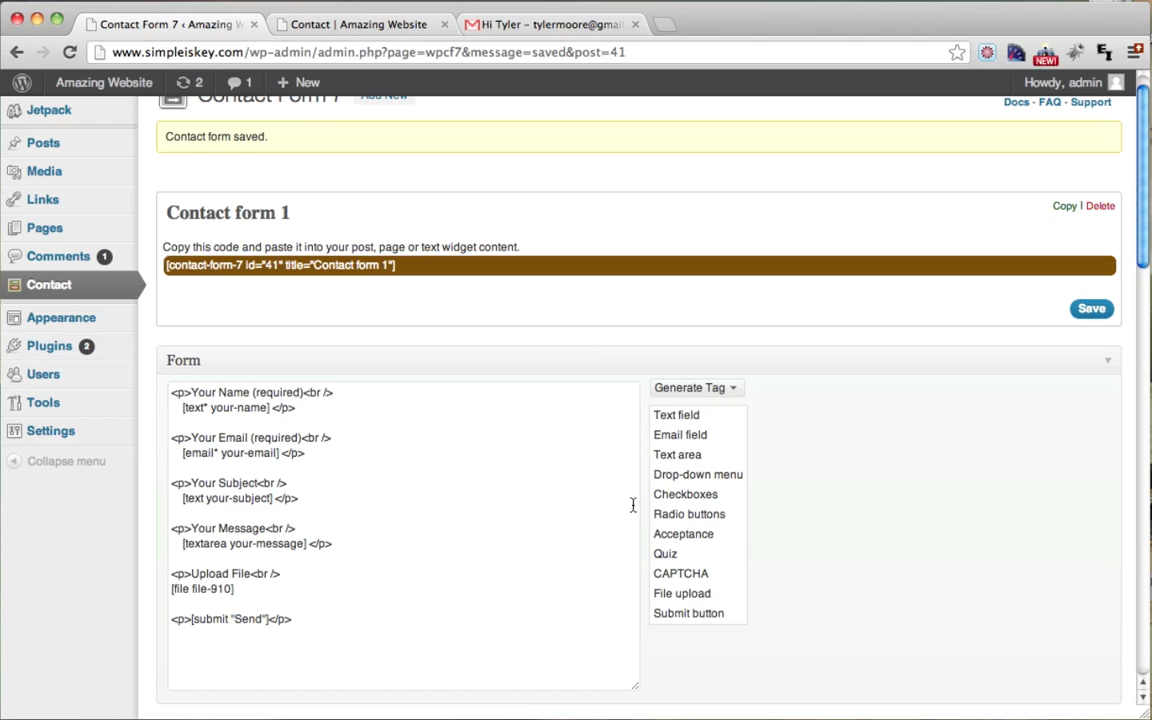 Contact Form 7 ‹ Amazing W
Contact | Amazing Website
Hi Tyler – tylermoore@gmai
www.simpleiskey.com/wp-admin/admin.php?page=wpcf7&message=saved&post=41
NEW!
Amazing Website
2
1
+ New
Howdy, admin
Contact Form 7
Add New
Docs - FAQ - Support
Jetpack
Posts
Media
Links
Pages
Comments 1
Contact
Appearance
Plugins 2
Users
Tools
Settings
Collapse menu
Contact form saved.
Contact form 1
Copy | Delete
Copy this code and paste it into your post, page or text widget content.
[contact-form-7 id="41" title="Contact form 1"]
Save
Form
<p>Your Name (required)<br />
[text* your-name] </p>
<p>Your Email (required)<br />
[email* your-email] </p>
<p>Your Subject<br />
[text your-subject] </p>
<p>Your Message<br />
[textarea your-message] </p>
<p>Upload File<br />
[file file-910]
<p>[submit "Send"]</p>
Generate Tag
Text field
Email field
Text area
Drop-down menu
Checkboxes
Radio buttons
Acceptance
Quiz
CAPTCHA
File upload
Submit button